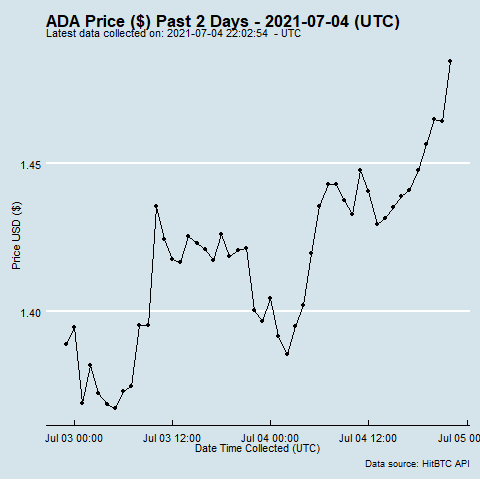 ADA Price ($) Past 2 Days - 2021-07-04 (UTC)
Latest data collected on: 2021-07-04 22:02:54 - UTC
1.45
Price USD ($)
1.40
Jul 03 00:00 Jul 03 12:00 Jul 04 00:00 Jul 04 12:00 Jul 05 00
Date Time Collected (UTC)
Data source: HitBTC API